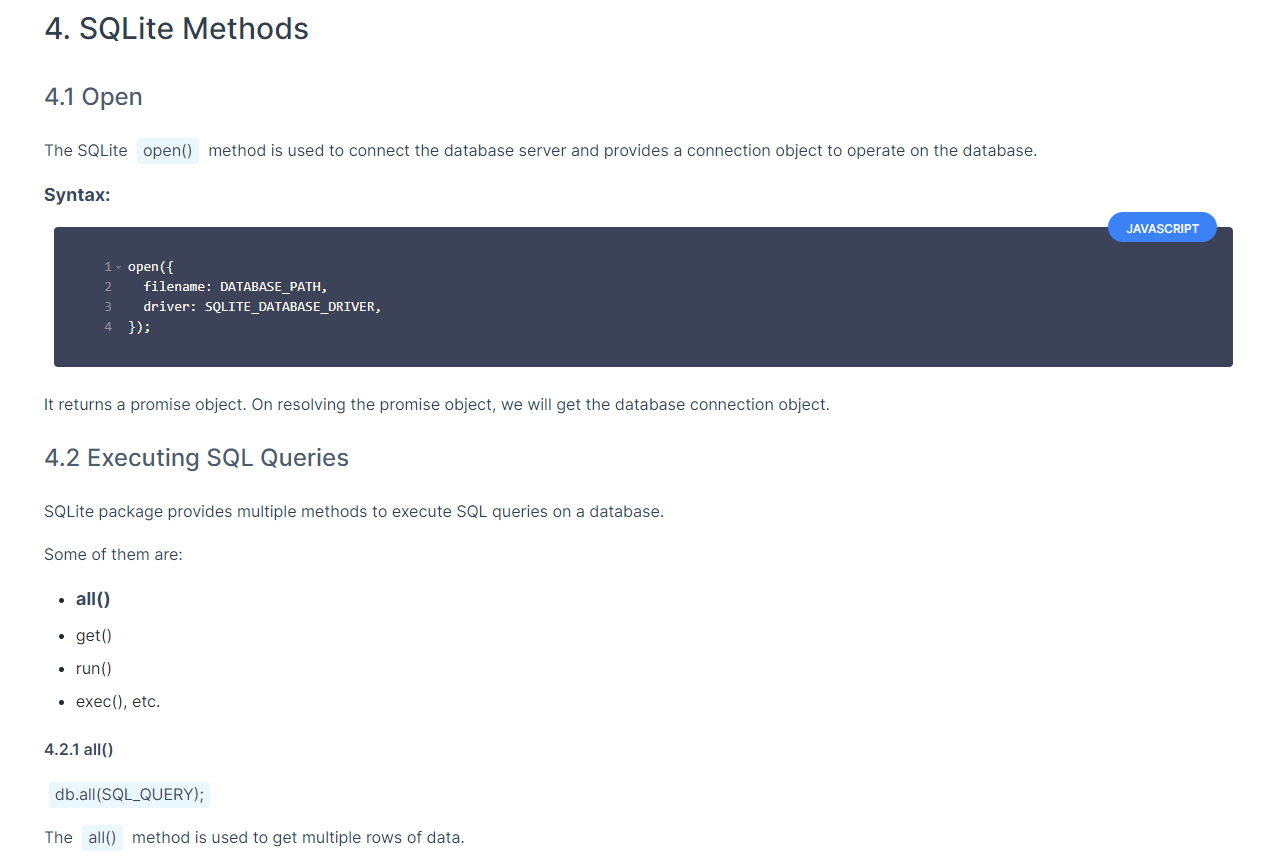 4. SQLite Methods
4.1 Open
The SQLite open() method is used to connect the database server and provides a connection object to operate on the database.
Syntax:
JAVASCRIPT
1 open({
2 filename: DATABASE_PATH,
3 driver: SQLITE_DATABASE_DRIVER,
4 });
It returns a promise object. On resolving the promise object, we will get the database connection object.
4.2 Executing SQL Queries
SQLite package provides multiple methods to execute SQL queries on a database.
Some of them are:
• all()
• get()
• run()
• exec(), etc.
4.2.1 all()
db.all(SQL_QUERY);
The all() method is used to get multiple rows of data.